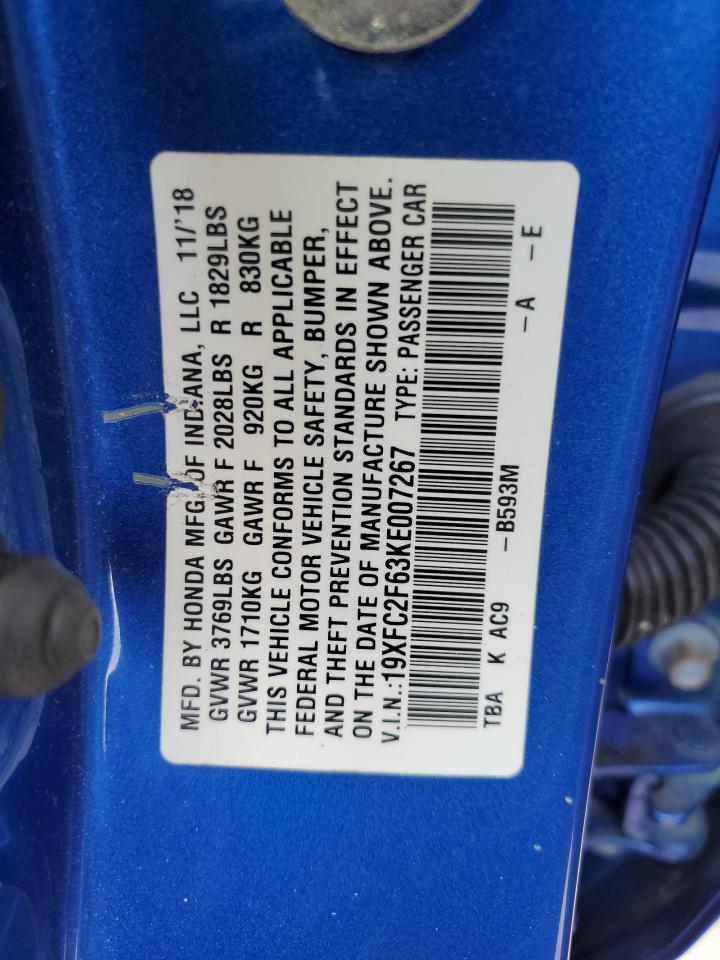 MFD. BY HONDA MFG. OF INDIANA, LLC 11/'18
GVWR 3769LBS GAWR F 2028LBS R 1829LBS
GVWR 1710KG GAWR F 920KG R 830KG
THIS VEHICLE CONFORMS TO ALL APPLICABLE
FEDERAL MOTOR VEHICLE SAFETY, BUMPER,
AND THEFT PREVENTION STANDARDS IN EFFECT
ON THE DATE OF MANUFACTURE SHOWN ABOVE.
V.I.N.:19XFC2F63KE007267 TYPE: PASSENGER CAR
TBA K AC9 -B593M -A -E